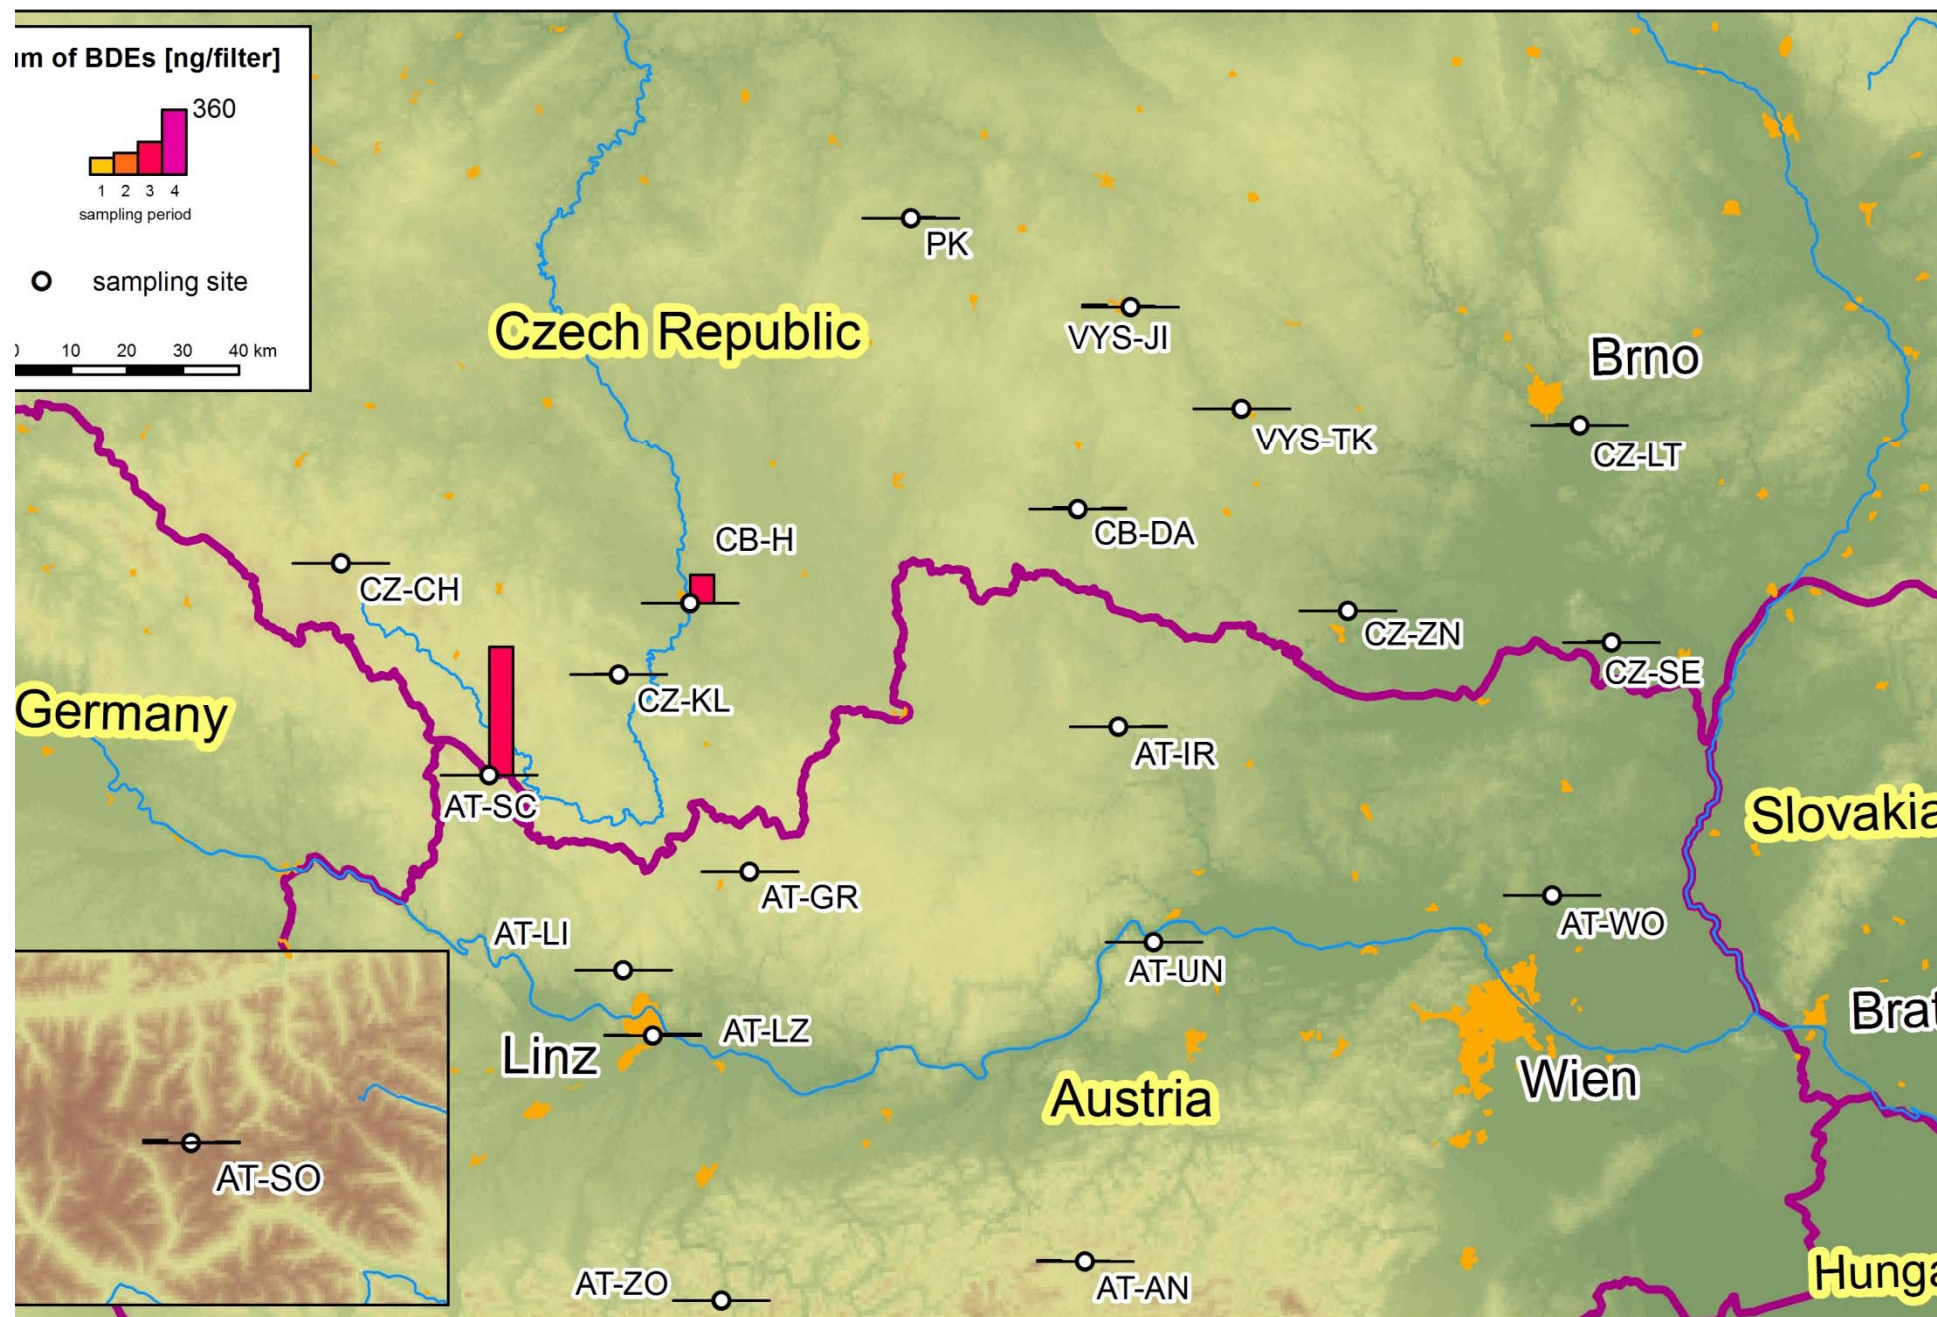 of BDEs [ng/filter]
360
1 2 3 4
sampling period
sampling site
10 20 30 40 km
PK
Czech Republic
VYS-JI
Brno
VYS-TK
CZ-LT
CB-H
CB-DA
CZ-CH
CZ-ZN
CZ-SE
CZ-KL
Germany
AT-IR
AT-SC
Slovakia
AT-GR
AT-LI
AT-WO
AT-UN
Brat
AT-LZ
Linz
Wien
Austria
AT-SO
AT-ZO
AT-AN
Hunga